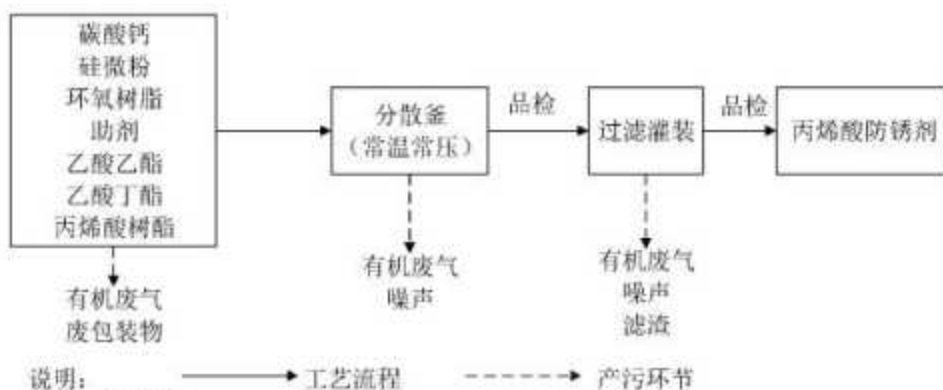 碳酸钙
硅微粉
环氧树脂
助剂
乙酸乙酯
乙酸丁酯
丙烯酸树酯
有机废气
废包装物
分散釜
（常温常压）
有机废气
噪声
品检
过滤灌装
有机废气
噪声
滤渣
品检
丙烯酸防锈剂
说明：
工艺流程
产污环节